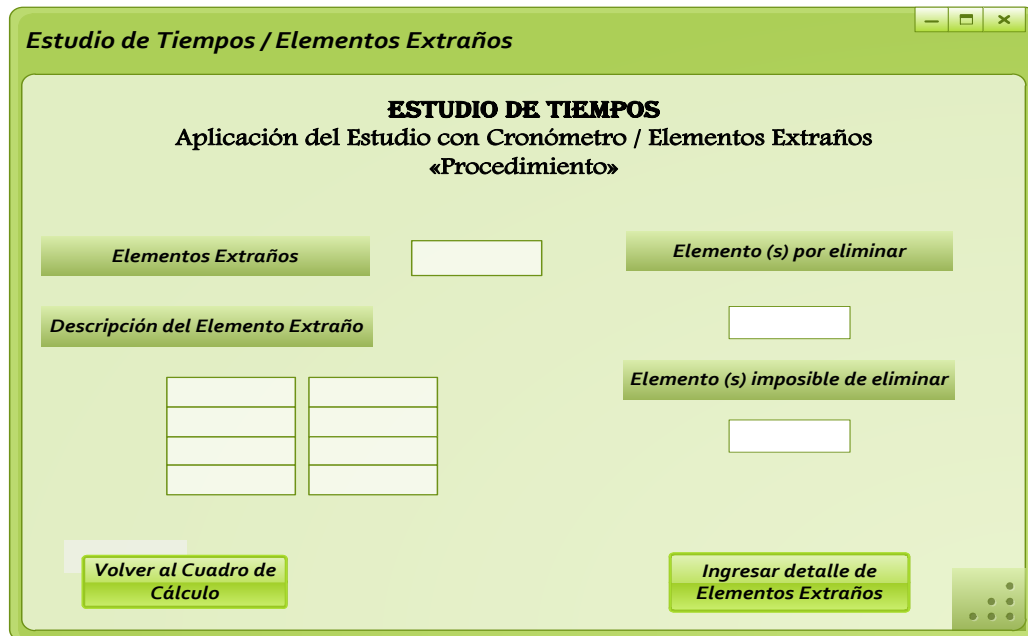 Estudio de Tiempos / Elementos Extraños
ESTUDIO DE TIEMPOS
Aplicación del Estudio con Cronómetro / Elementos Extraños
«Procedimiento»
Elementos Extraños
Elemento (s) por eliminar
Descripción del Elemento Extraño
Elemento (s) imposible de eliminar
Volver al Cuadro de
Cálculo
Ingresar detalle de
Elementos Extraños